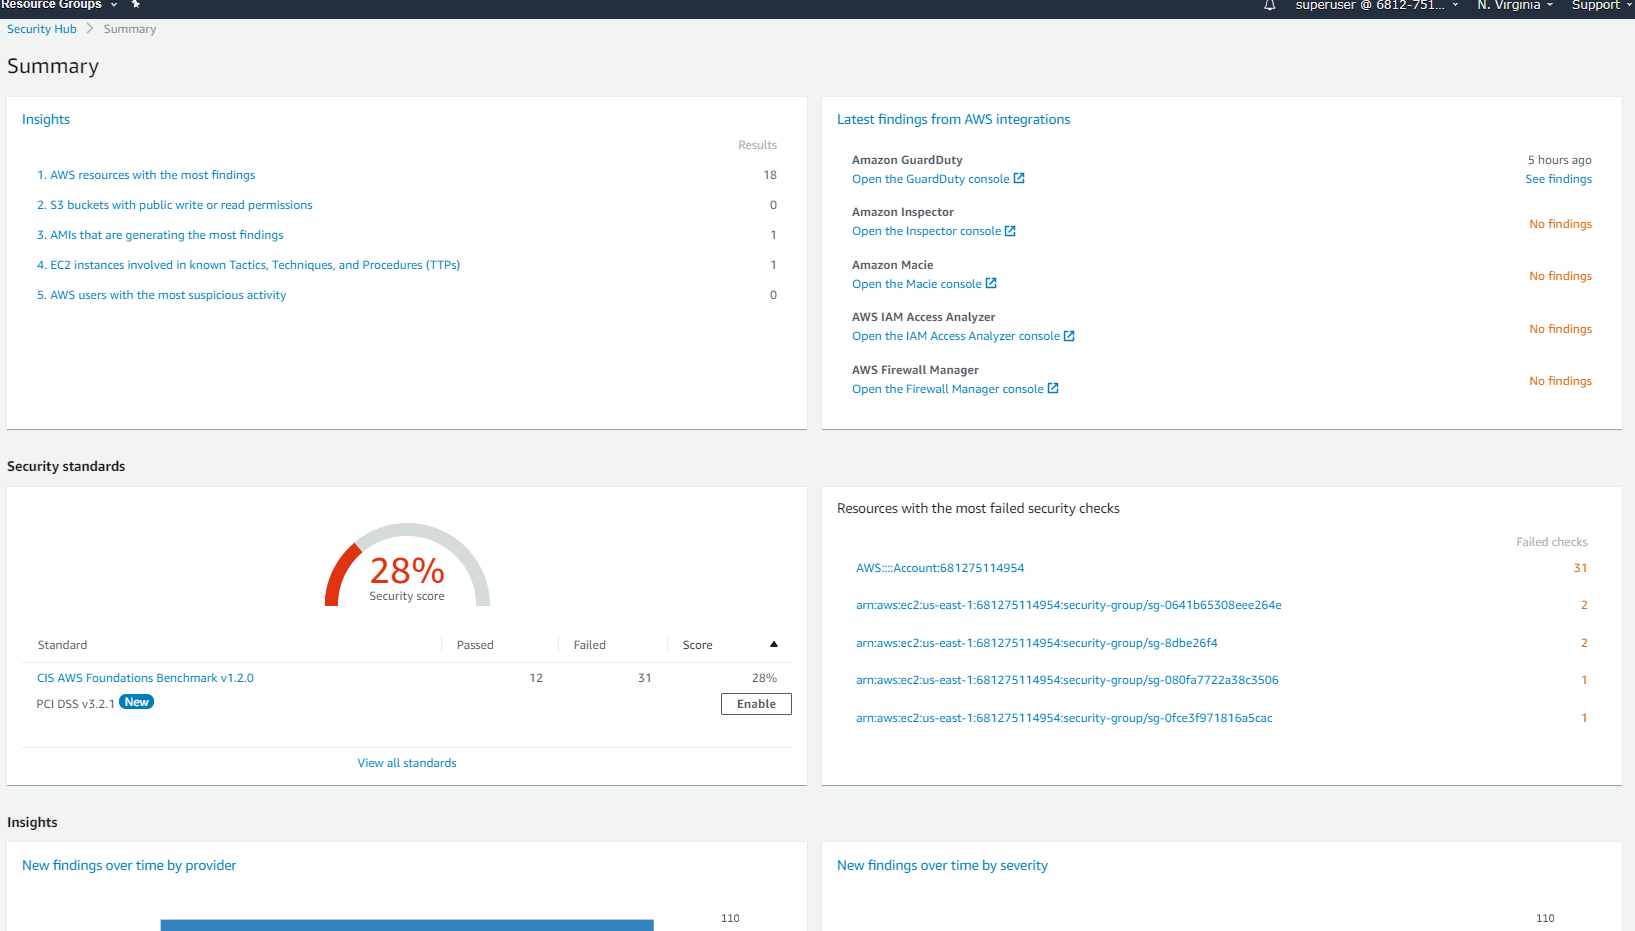 Resource Groups
superuser @ 6812-751... N. Virginia Support
Security Hub Summary
Summary
Insights
Results
1. AWS resources with the most findings 18
2. S3 buckets with public write or read permissions 0
3. AMIs that are generating the most findings 1
4. EC2 instances involved in known Tactics, Techniques, and Procedures (TTPs) 1
5. AWS users with the most suspicious activity 0
Latest findings from AWS integrations
Amazon GuardDuty 5 hours ago
Open the GuardDuty console See findings
Amazon Inspector
Open the Inspector console
No findings
Amazon Macie
Open the Macie console
No findings
AWS IAM Access Analyzer
Open the IAM Access Analyzer console
No findings
AWS Firewall Manager
Open the Firewall Manager console
No findings
Security standards
28%
Security score
Standard Passed Failed Score
CIS AWS Foundations Benchmark v1.2.0 12 31 28%
PCI DSS v3.2.1 New Enable
View all standards
Resources with the most failed security checks
Failed checks
AWS::::Account:681275114954 31
arn:aws:ec2:us-east-1:681275114954:security-group/sg-0641b65308eee264e 2
arn:aws:ec2:us-east-1:681275114954:security-group/sg-8dbe26f4 2
arn:aws:ec2:us-east-1:681275114954:security-group/sg-080fa7722a38c3506 1
arn:aws:ec2:us-east-1:681275114954:security-group/sg-0fce3f971816a5cac 1
Insights
New findings over time by provider
110
New findings over time by severity
110